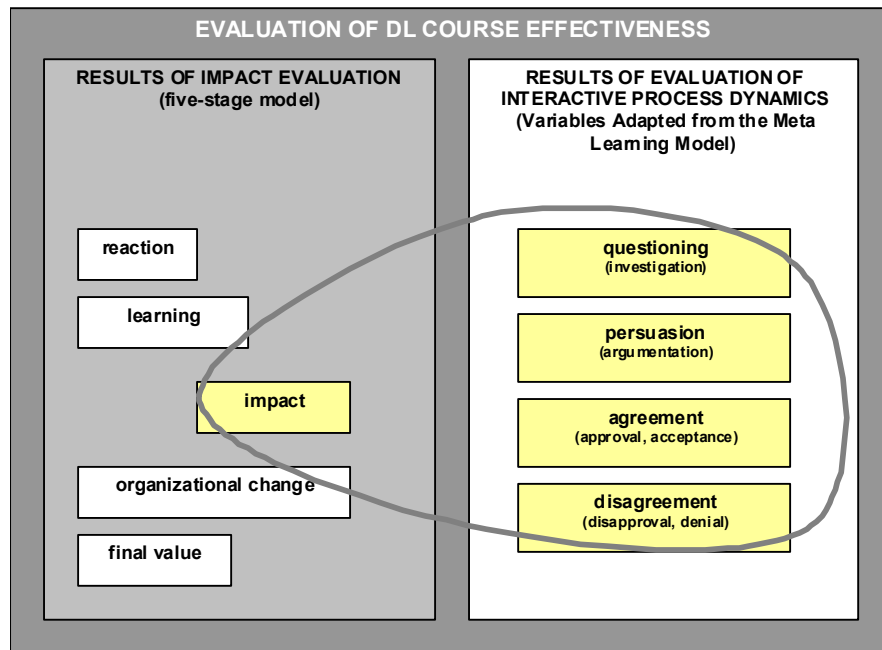 EVALUATION OF DL COURSE EFFECTIVENESS
RESULTS OF IMPACT EVALUATION
(five-stage model)
reaction
learning
impact
organizational change
final value
RESULTS OF EVALUATION OF
INTERACTIVE PROCESS DYNAMICS
(Variables Adapted from the Meta
Learning Model)
questioning
(investigation)
persuasion
(argumentation)
agreement
(approval, acceptance)
disagreement
(disapproval, denial)